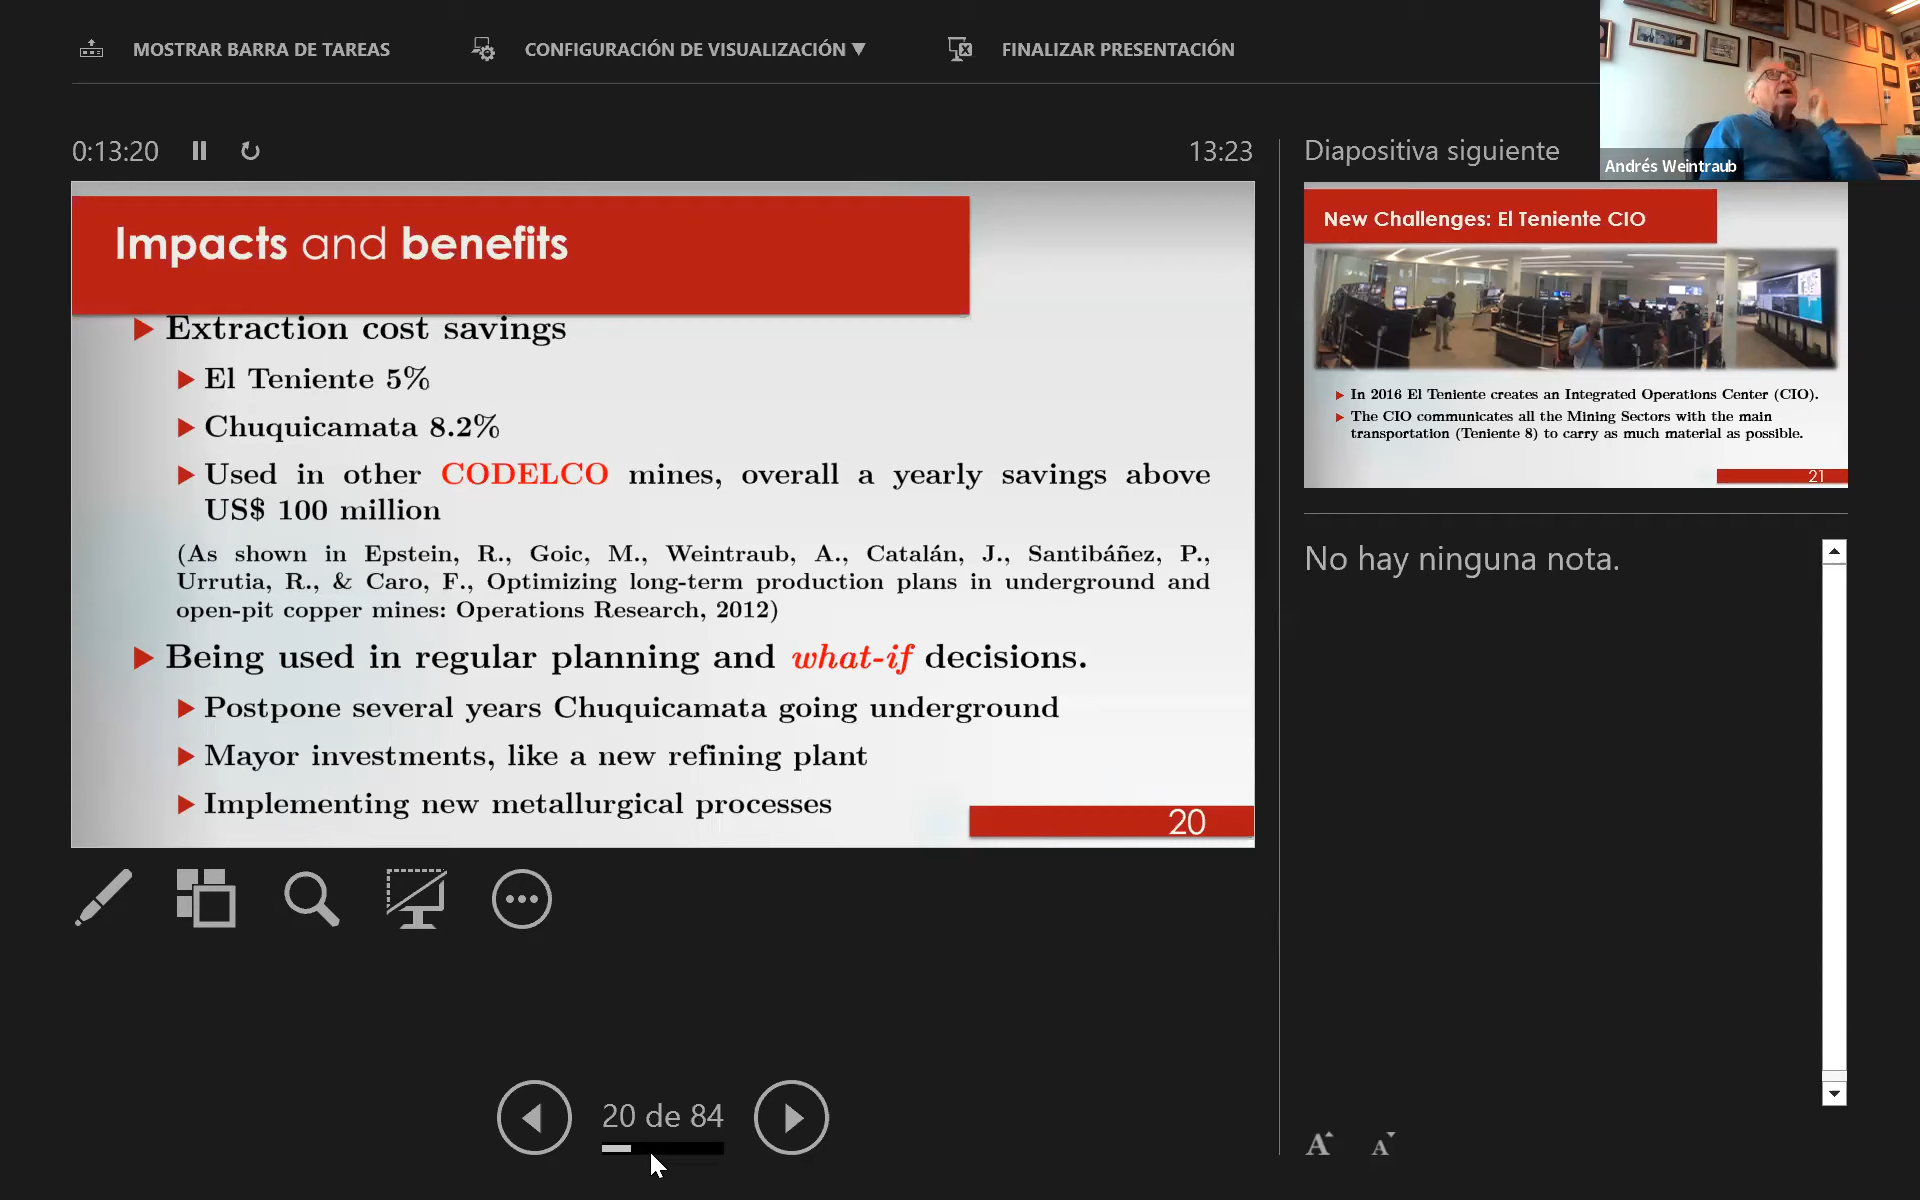 MOSTRAR BARRA DE TAREAS
CONFIGURACIÓN DE VISUALIZACIÓN ▼
FINALIZAR PRESENTACIÓN
Andrés Weintraub
0:13:20
13:23
Diapositiva siguiente
Impacts and benefits
Extraction cost savings
El Teniente 5%
Chuquicamata 8.2%
Used in other CODELCO mines, overall a yearly savings above
US$ 100 million
(As shown in Epstein, R., Goic, M., Weintraub, A., Catalán, J., Santibáñez, P.,
Urrutia, R., & Caro, F., Optimizing long-term production plans in underground and
open-pit copper mines: Operations Research, 2012)
Being used in regular planning and what-if decisions.
Postpone several years Chuquicamata going underground
Mayor investments, like a new refining plant
Implementing new metallurgical processes
20
New Challenges: El Teniente CIO
In 2016 El Teniente creates an Integrated Operations Center (CIO).
The CIO communicates all the Mining Sectors with the main
transportation (Teniente 8) to carry as much material as possible.
21
No hay ninguna nota.
20 de 84
A A